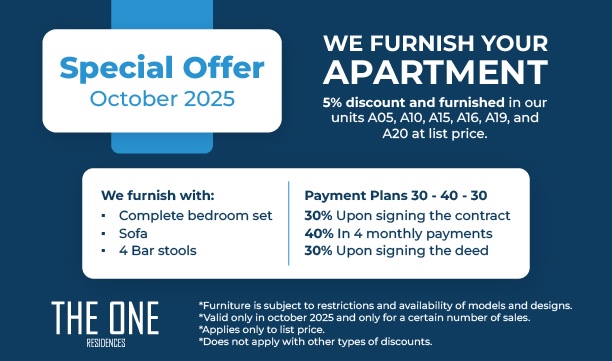 Special Offer
October 2025
WE FURNISH YOUR
APARTMENT
5% discount and furnished in our
units A05, A10, A15, A16, A19, and
A20 at list price.
We furnish with:
▪ Complete bedroom set
▪ Sofa
▪ 4 Bar stools
Payment Plans 30 - 40 - 30
30% Upon signing the contract
40% In 4 monthly payments
30% Upon signing the deed
THE ONE
RESIDENCES
*Furniture is subject to restrictions and availability of models and designs.
*Valid only in october 2025 and only for a certain number of sales.
*Applies only to list price.
*Does not apply with other types of discounts.